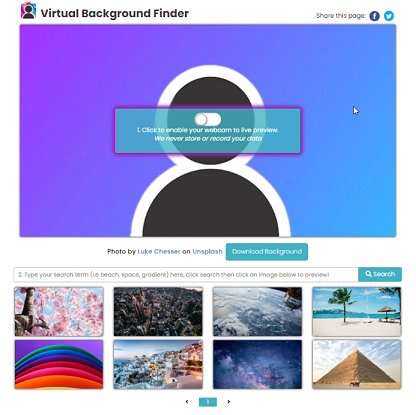 Virtual Background Finder
Share this page:
1. Click to enable your webcam to live preview.
We never store or record your data
Photo by Luke Chesser on Unsplash
Download Background
2. Type your search term (i.e beach, space, gradient) here, click search then click on an image below to preview!
Search
1